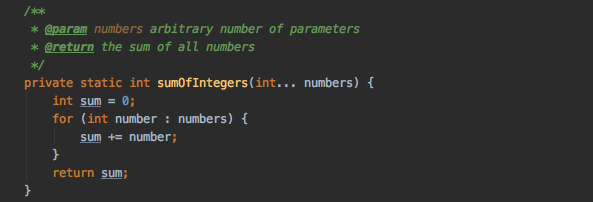 /**
 * @param numbers arbitrary number of parameters
 * @return the sum of all numbers
 */
private static int sumOfIntegers(int... numbers) {
    int sum = 0;
    for (int number : numbers) {
        sum += number;
    }
    return sum;
}